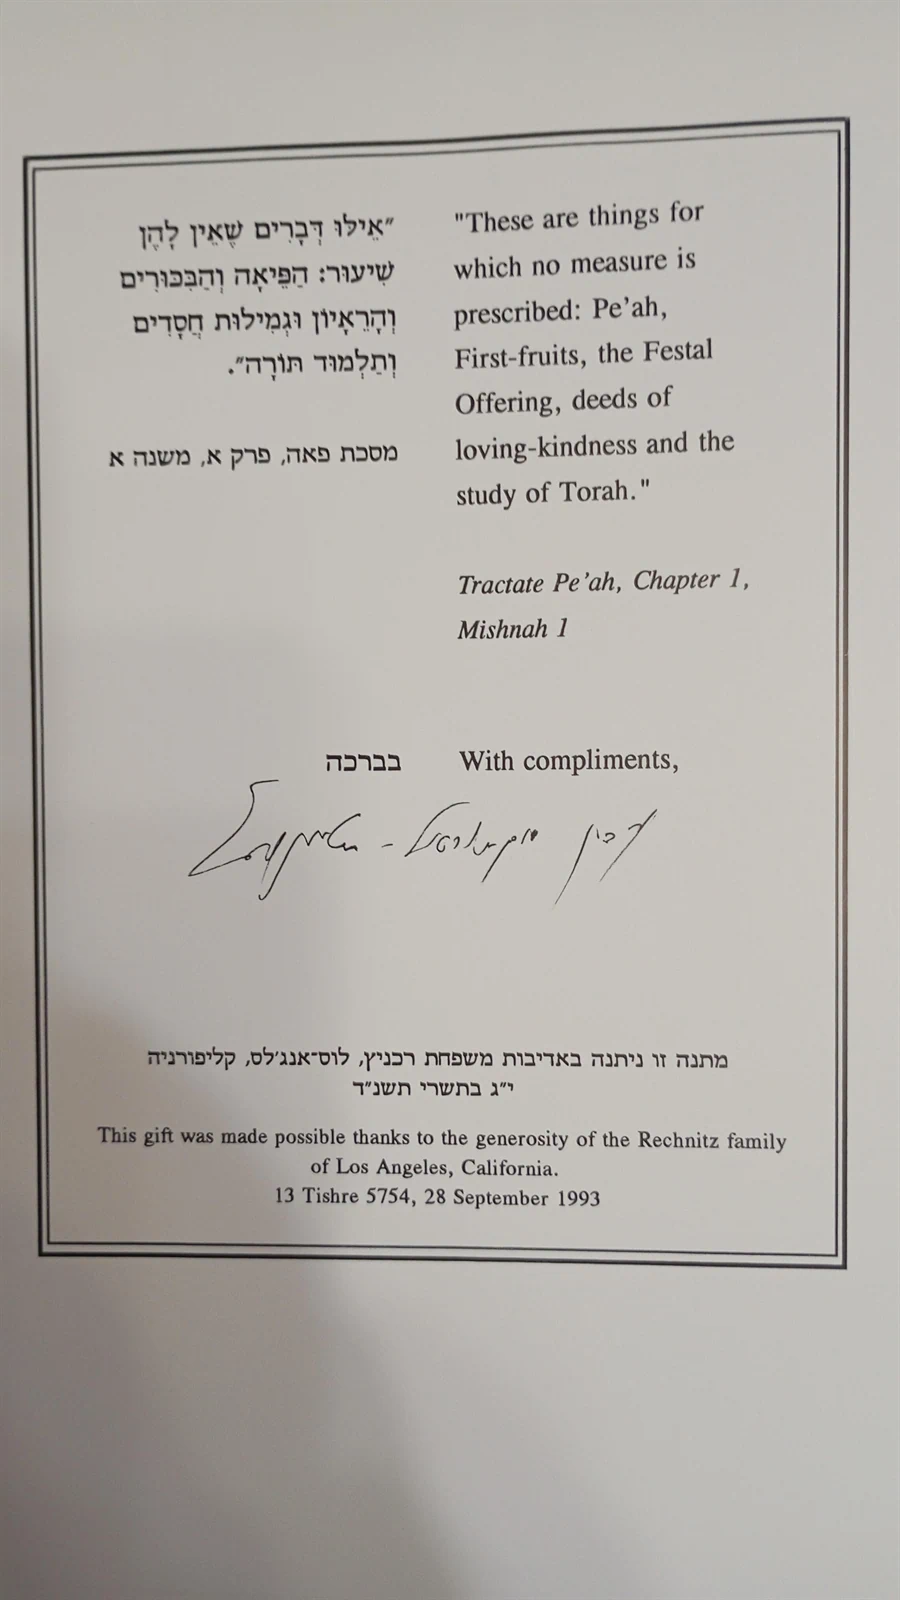 ״אֵילּוּ דְּבָרִים שֶׁאֵין לָהֶן
שִׁיעוּר: הַפֵּיאָה וְהַבִּכּוּרִים
וְהָרֵאָיוֹן וּגְמִילוּת חֲסָדִים
וְתַלְמוּד תּוֹרָה״.
מסכת פאה, פרק א, משנה א
"These are things for
which no measure is
prescribed: Pe'ah,
First-fruits, the Festal
Offering, deeds of
loving-kindness and the
study of Torah."
Tractate Pe'ah, Chapter 1,
Mishnah 1
בברכה
With compliments,
מתנה זו ניתנה באדיבות משפחת רכניץ, לוס־אנג׳לס, קליפורניה
י״ג בתשרי תשנ״ד
This gift was made possible thanks to the generosity of the Rechnitz family
of Los Angeles, California.
13 Tishre 5754, 28 September 1993